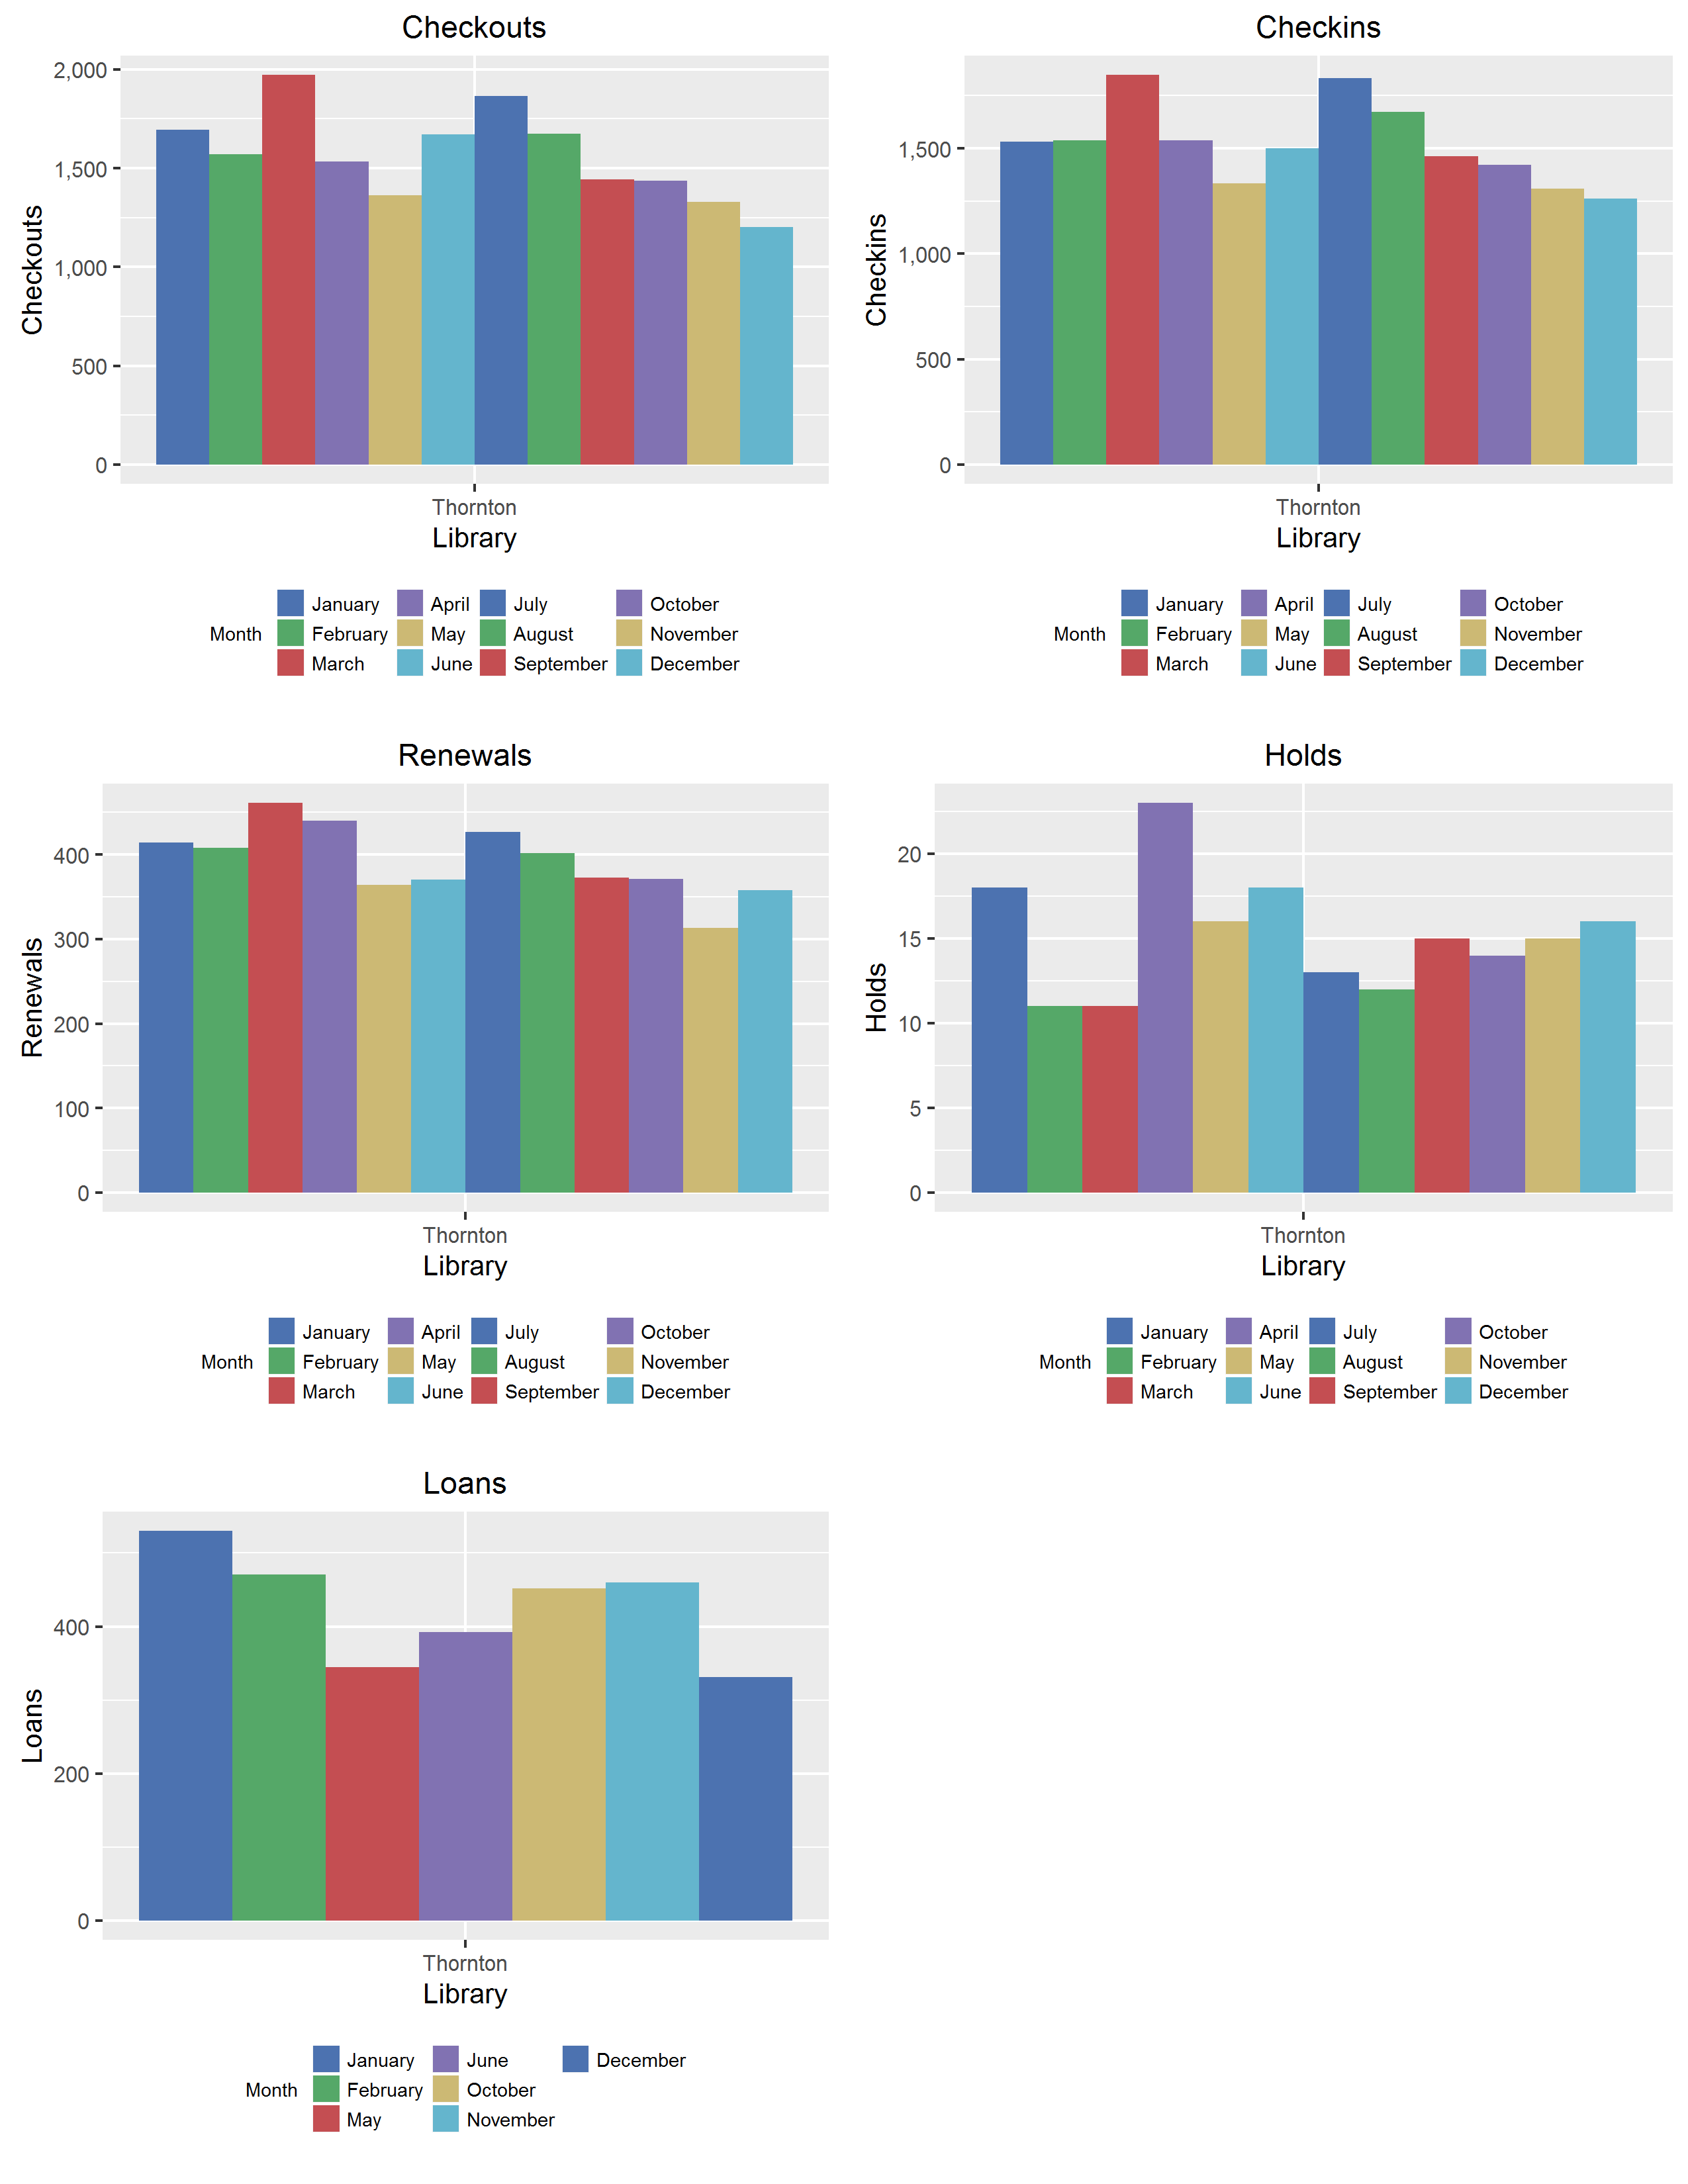 Checkouts
Checkouts
2,000
1,500
1,000
500
0
Thornton
Library
Month
January April July October
February May August November
March June September December
Checkins
Checkins
1,500
1,000
500
0
Thornton
Library
Month
January April July October
February May August November
March June September December
Renewals
Renewals
400
300
200
100
0
Thornton
Library
Month
January April July October
February May August November
March June September December
Holds
Holds
20
15
10
5
0
Thornton
Library
Month
January April July October
February May August November
March June September December
Loans
Loans
400
200
0
Thornton
Library
Month
January June December
February October
May November